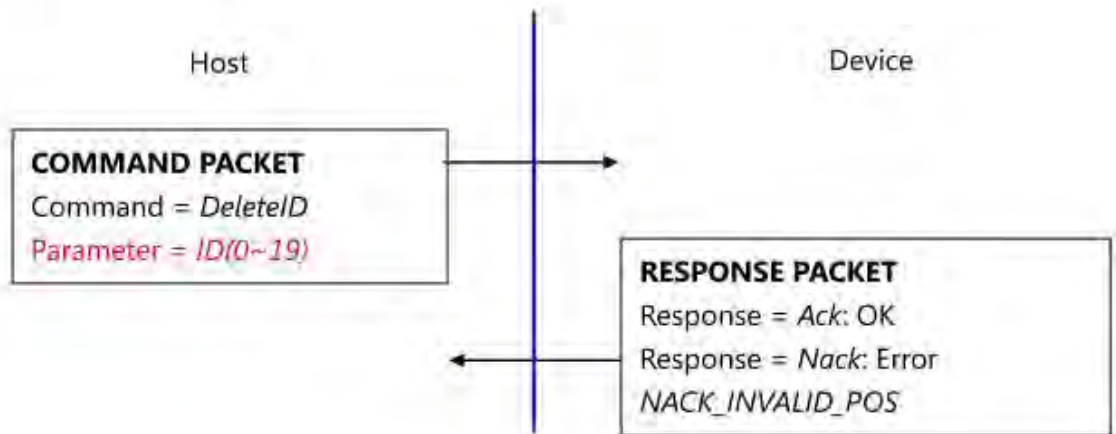 Host
Device
COMMAND PACKET
Command = DeleteID
Parameter = ID(0~19)
RESPONSE PACKET
Response = Ack: OK
Response = Nack: Error
NACK_INVALID_POS